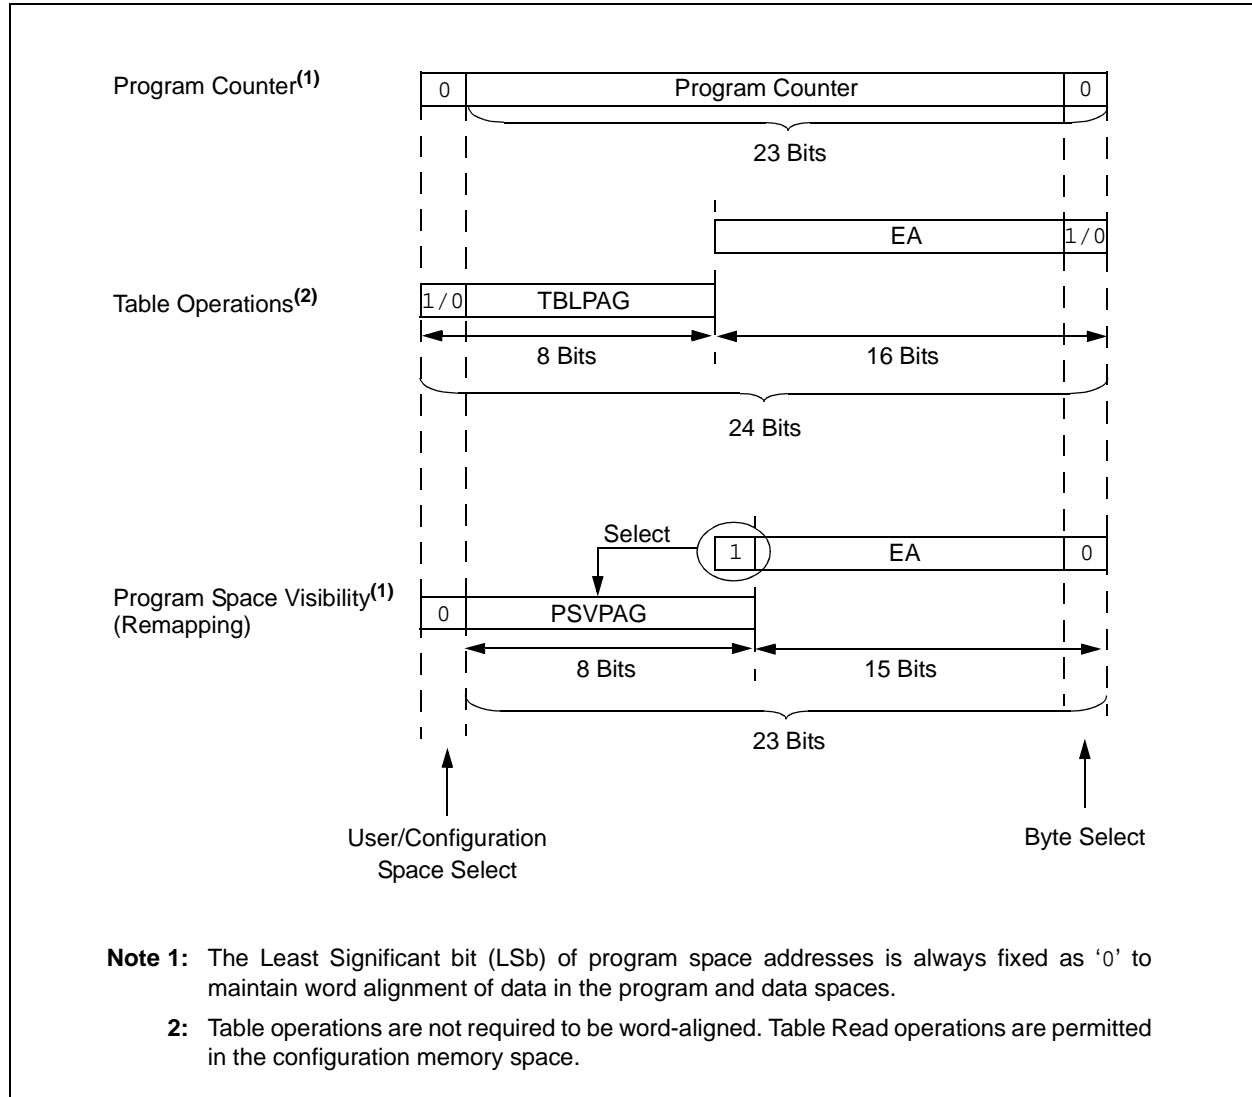 Program Counter(1)
0
Program Counter
0
23 Bits
EA
1/0
Table Operations(2)
1/0
TBLPAG
8 Bits
16 Bits
24 Bits
Select
1
EA
0
Program Space Visibility(1)
(Remapping)
0
PSVPAG
8 Bits
15 Bits
23 Bits
User/Configuration
Space Select
Byte Select
Note 1: The Least Significant bit (LSb) of program space addresses is always fixed as ‘0’ to
maintain word alignment of data in the program and data spaces.
2: Table operations are not required to be word-aligned. Table Read operations are permitted
in the configuration memory space.